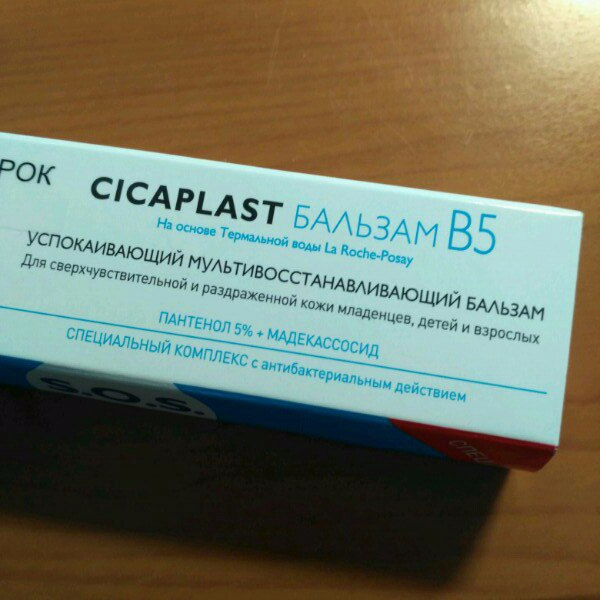 РОК CICAPLAST БАЛЬЗАМ B5
На основе Термальной воды La Roche-Posay
УСПОКАИВАЮЩИЙ МУЛЬТИВОССТАНАВЛИВАЮЩИЙ БАЛЬЗАМ
Для сверхчувствительной и раздраженной кожи младенцев, детей и взрослых
ПАНТЕНОЛ 5% + МАДЕКАССОСИД
СПЕЦИАЛЬНЫЙ КОМПЛЕКС с антибактериальным действием
S.O.S.
СПЕЦ